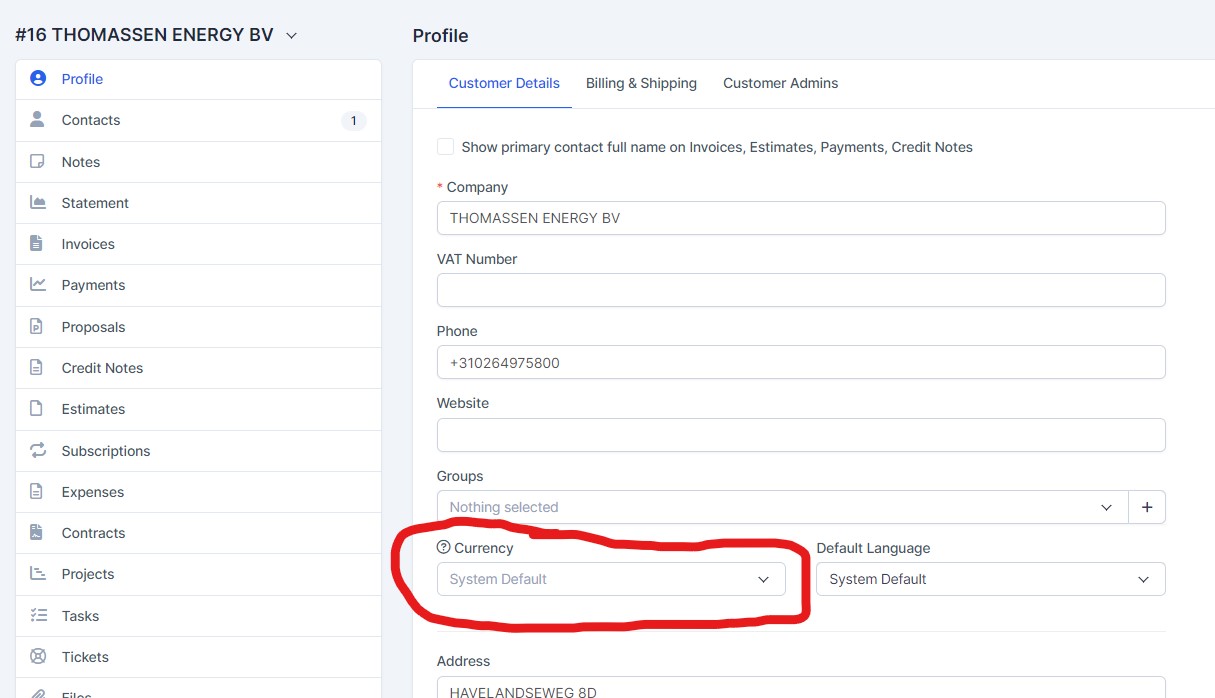 #16 THOMASSEN ENERGY BV
Profile
Contacts
1
Notes
Statement
Invoices
Payments
Proposals
Credit Notes
Estimates
Subscriptions
Expenses
Contracts
Projects
Tasks
Tickets
Files
Profile
Customer Details Billing & Shipping Customer Admins
Show primary contact full name on Invoices, Estimates, Payments, Credit Notes
* Company
THOMASSEN ENERGY BV
VAT Number
Phone
+310264975800
Website
Groups
Nothing selected
+
Currency
System Default
Default Language
System Default
Address
HAVELANDSEWEG 8D